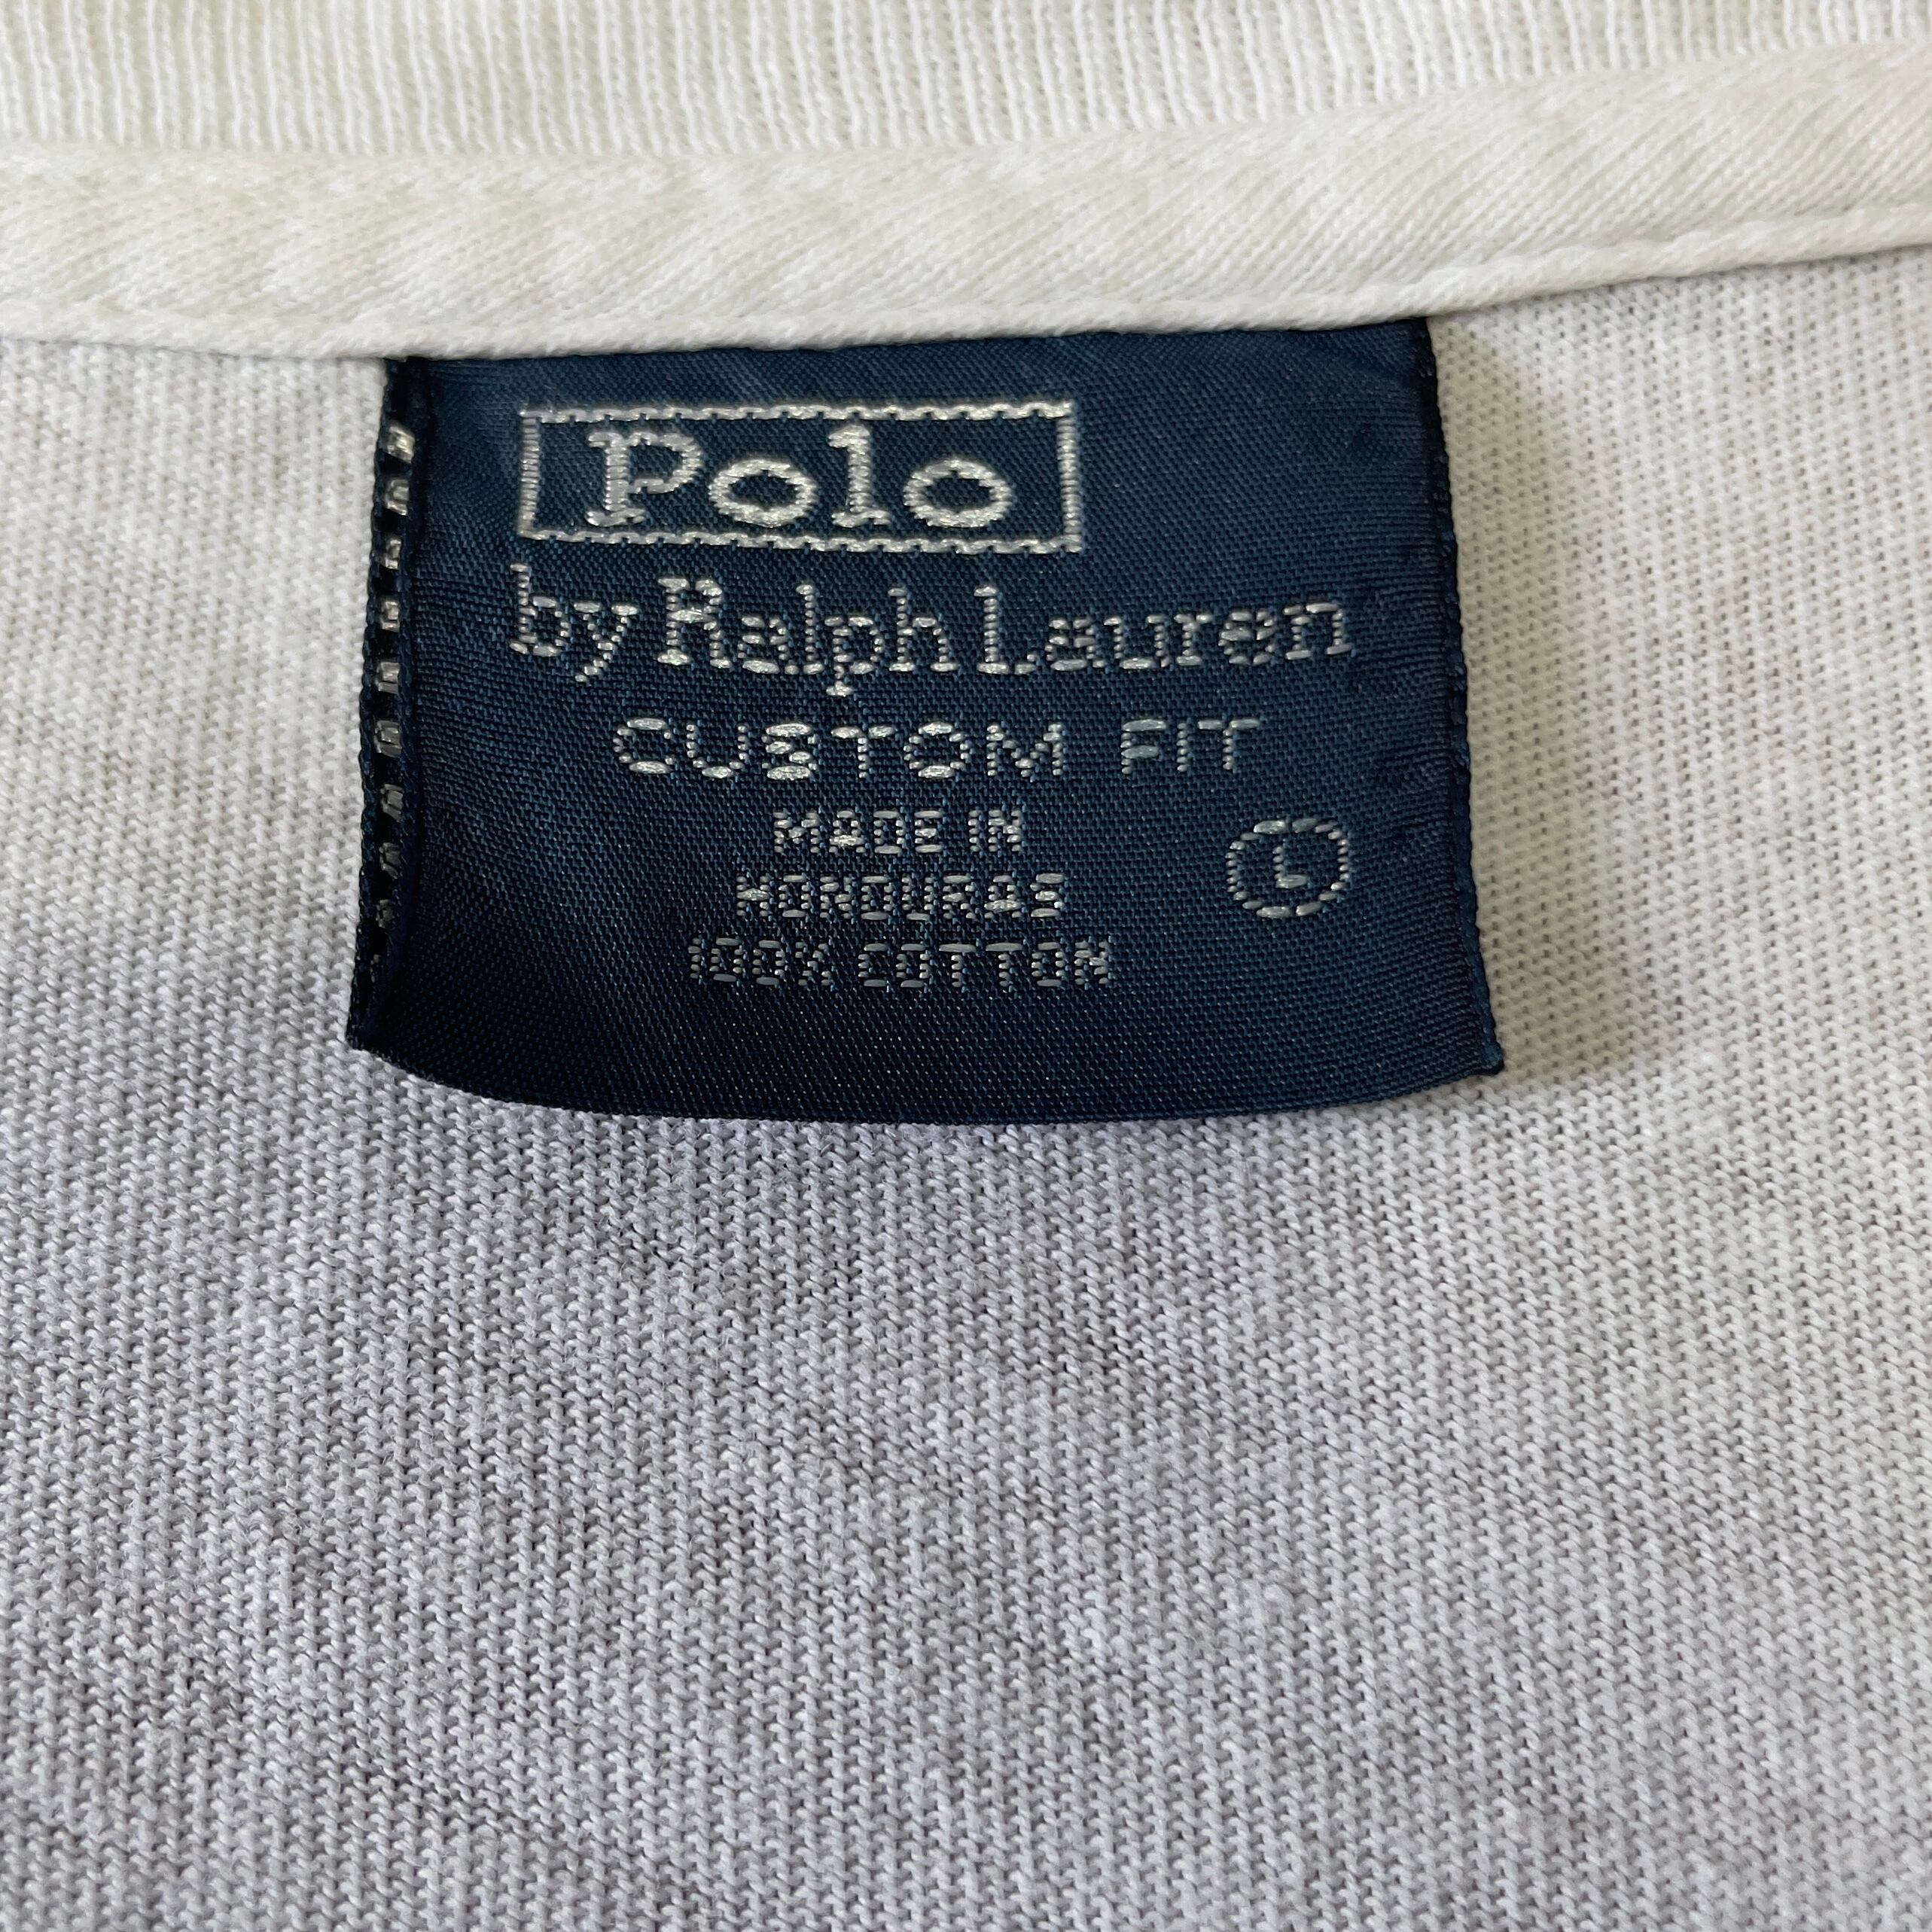 Polo
by Ralph Lauren
CUSTOM FIT
MADE IN
HONDURAS
L
100% COTTON